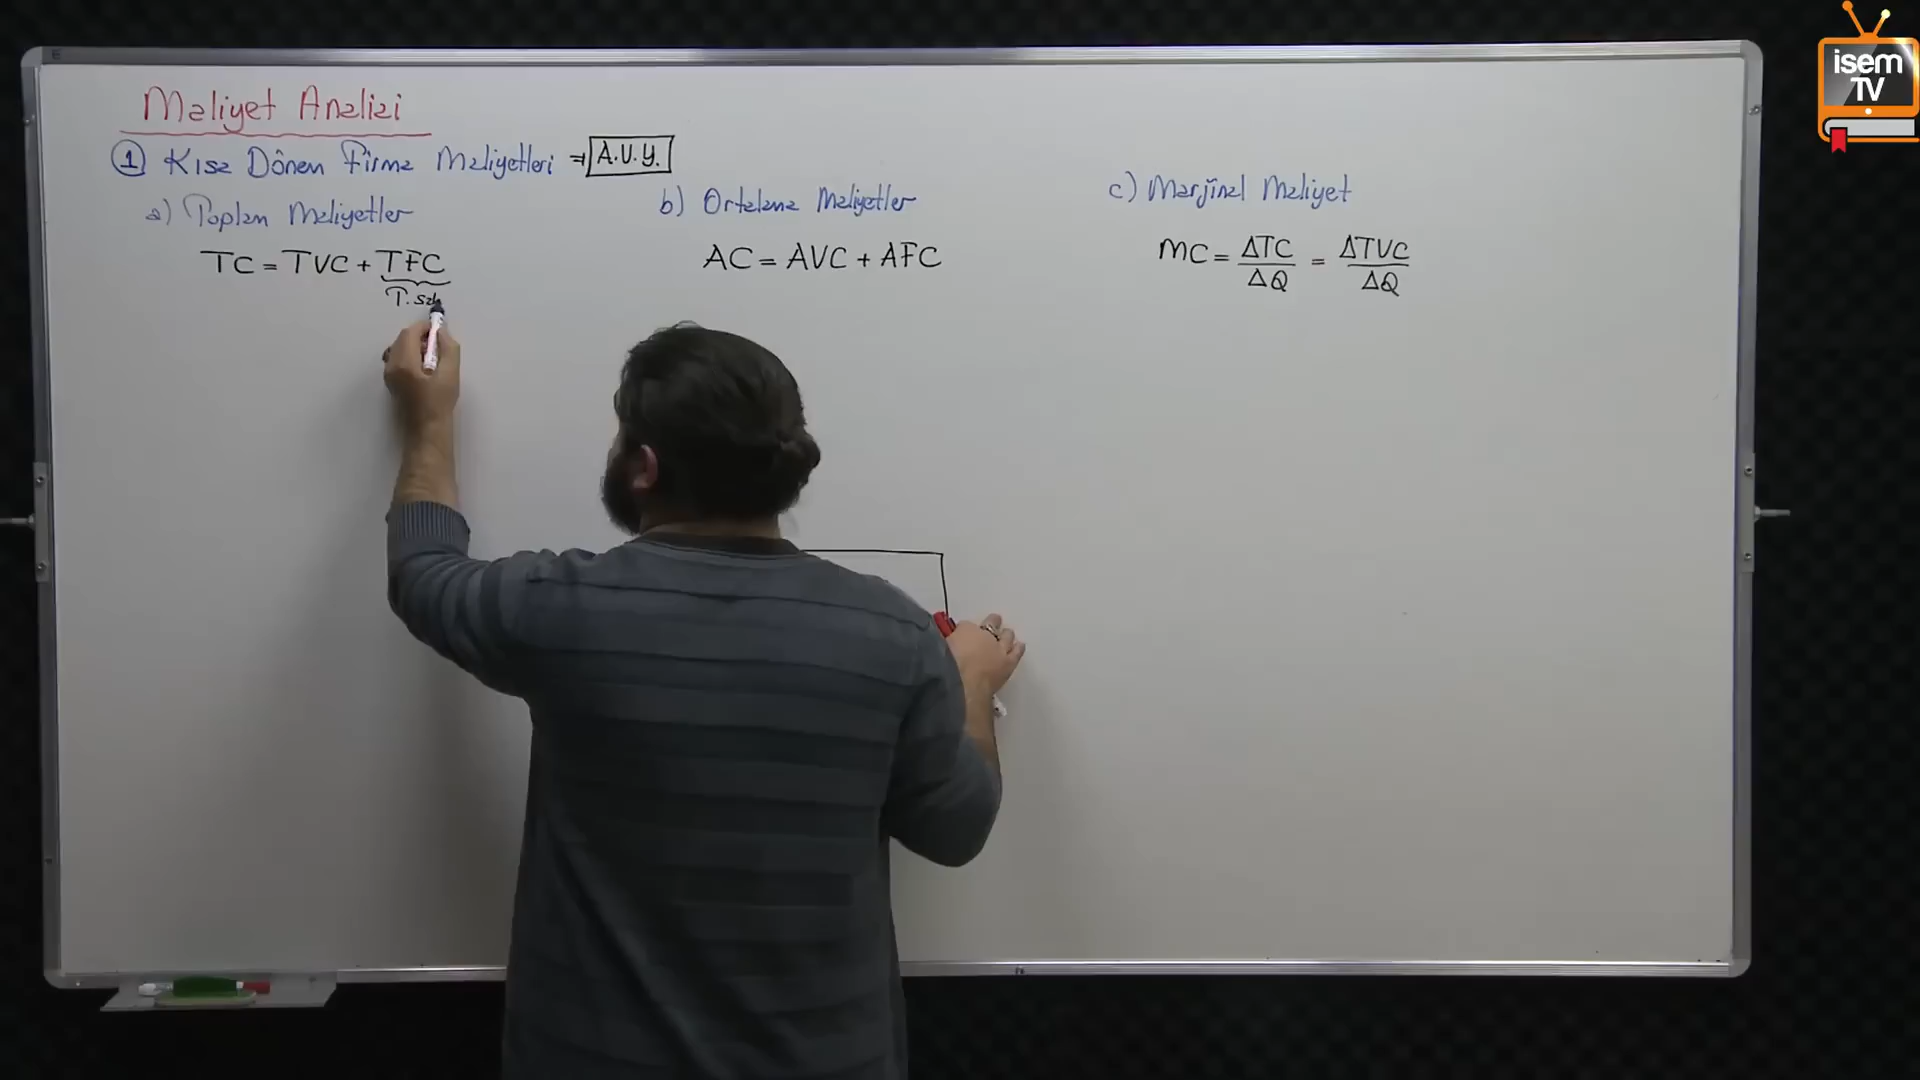 Maliyet Analizi
① Kısa Dönem Firma Maliyetleri ⇒ A.V.Y.
a) Toplam Maliyetler
TC = TVC + TFC
T. sab
b) Ortalama Maliyetler
AC = AVC + AFC
c) Marjinal Maliyet
MC = ΔTC/ΔQ = ΔTVC/ΔQ
isem
TV